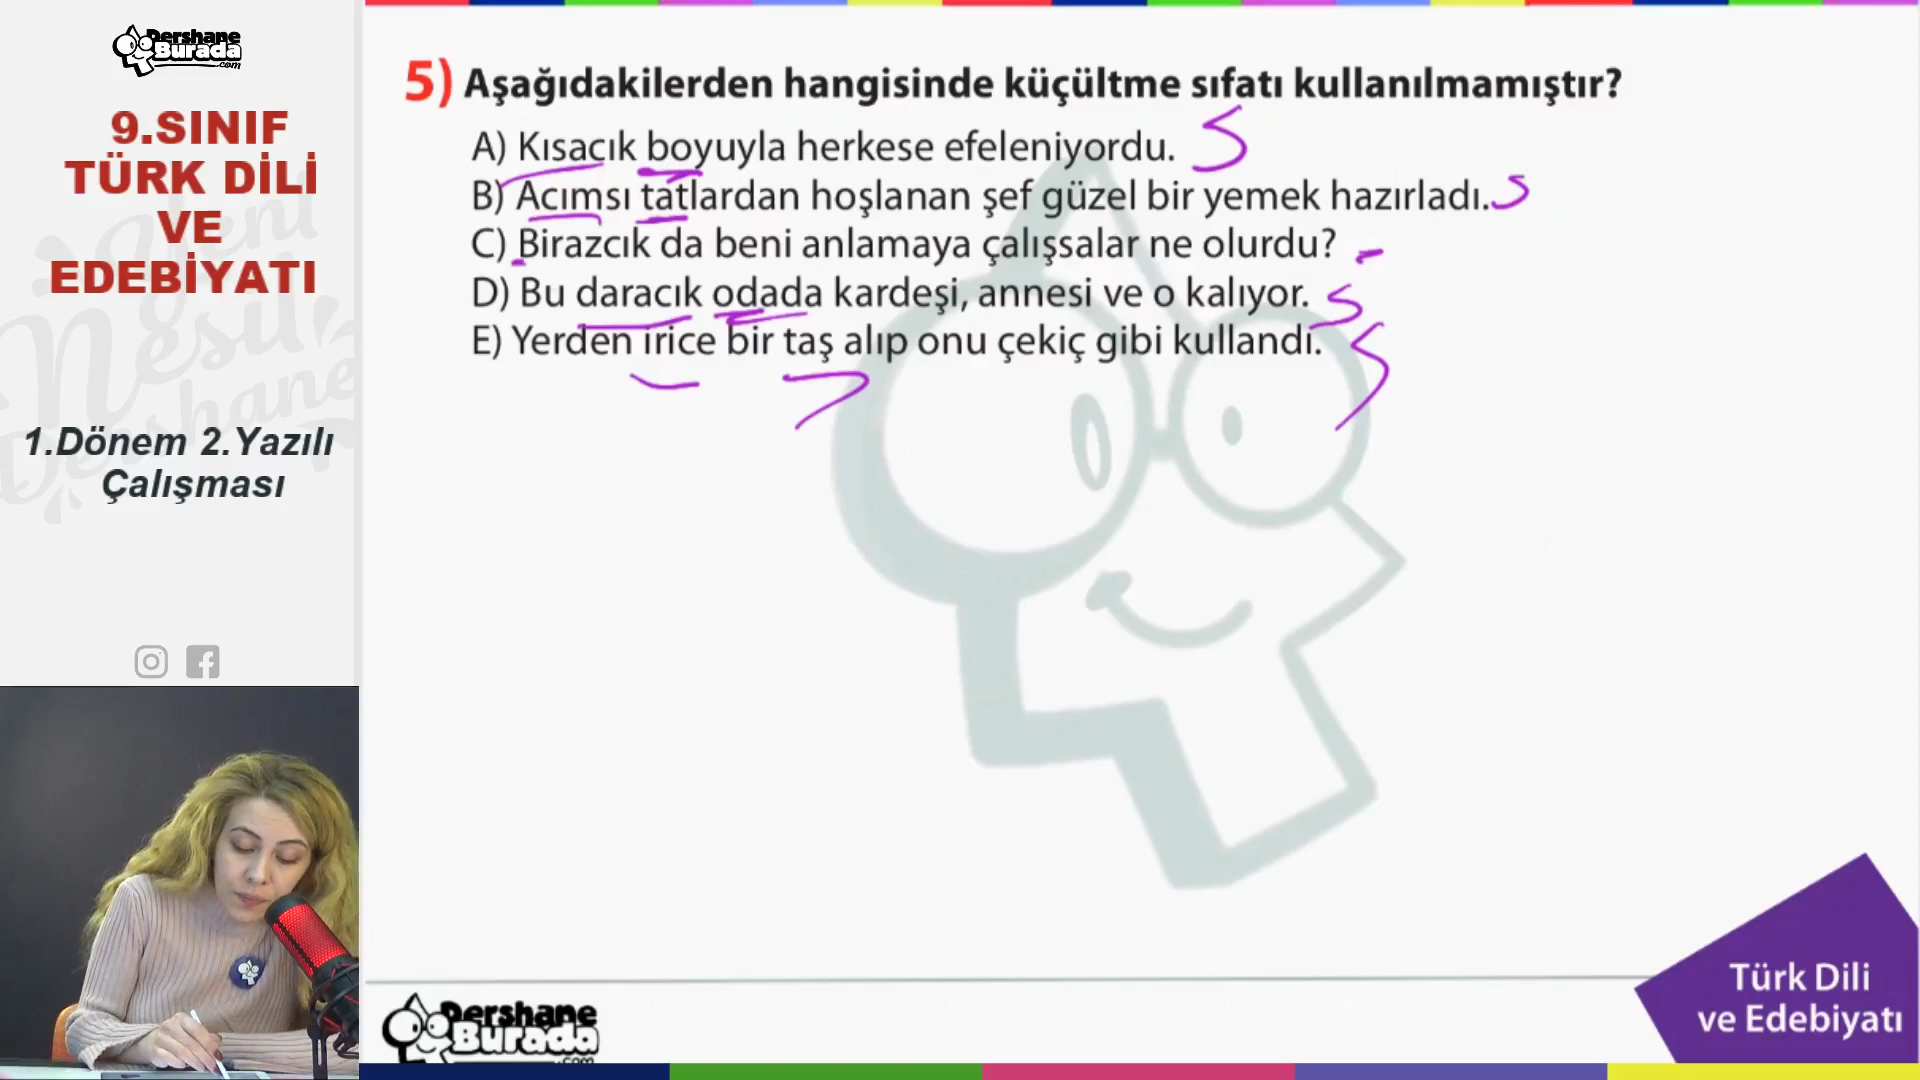 Dershane
Burada
.com
9.SINIF
TÜRK DİLİ
VE
EDEBİYATI
Yeni
Nesil
Dershane
1.Dönem 2.Yazılı
Çalışması
5) Aşağıdakilerden hangisinde küçültme sıfatı kullanılmamıştır?
A) Kısacık boyuyla herkese efeleniyordu. S
B) Acımsı tatlardan hoşlanan şef güzel bir yemek hazırladı. S
C) Birazcık da beni anlamaya çalışsalar ne olurdu? -
D) Bu daracık odada kardeşi, annesi ve o kalıyor. S
E) Yerden irice bir taş alıp onu çekiç gibi kullandı. S
Dershane
Burada
.com
Türk Dili
ve Edebiyatı